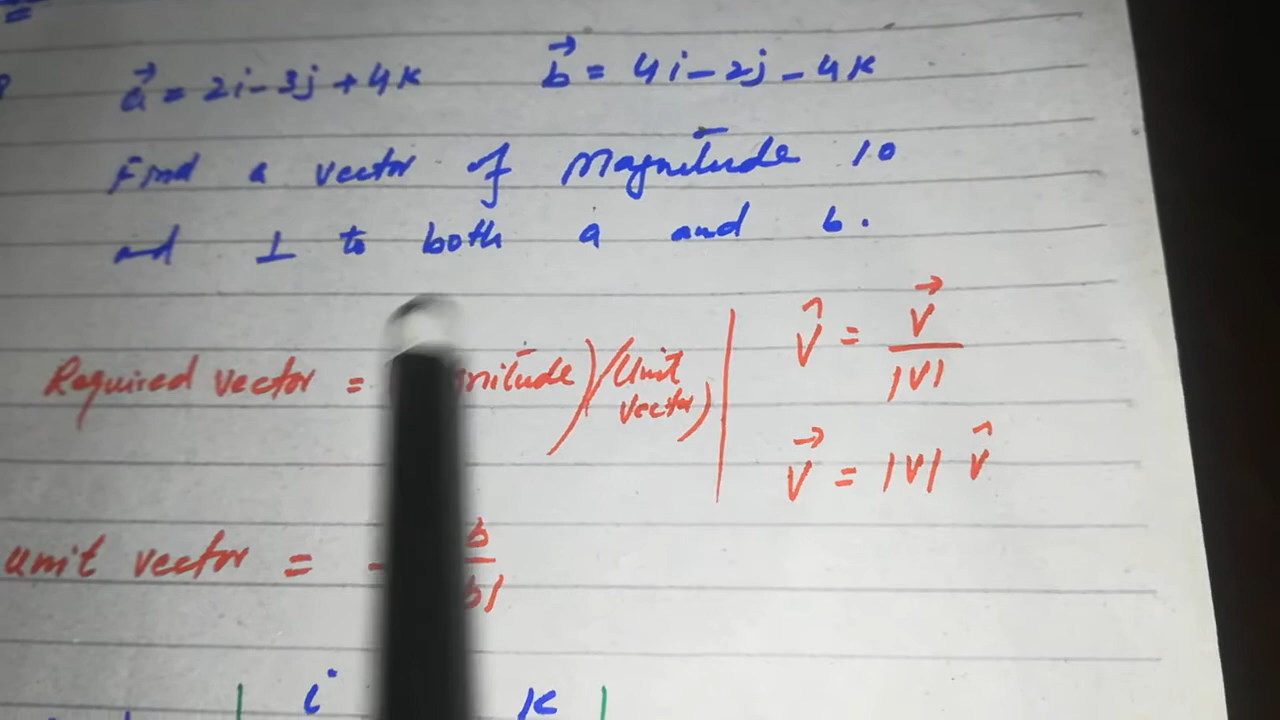 a⃗ = 2i-3j+4k b⃗ = 4i-2j-4k
Find a vector of Magnitude 10
and ⊥ to both a and b.
Required vector = nitude)(Unit vector)
v̂ = v⃗/|v|
v⃗ = |v| v̂
unit vector = b/b|
i k